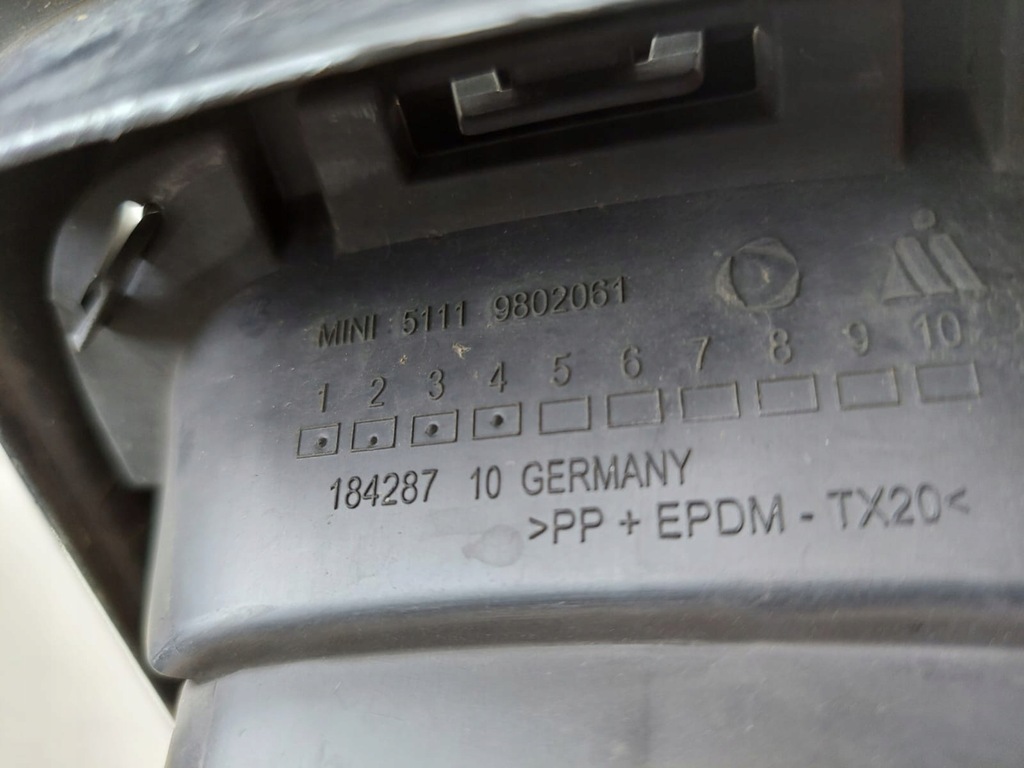 MINI 5111 9802061
1 2 3 4 5 6 7 8 9 10
184287 10 GERMANY
>PP + EPDM - TX20<